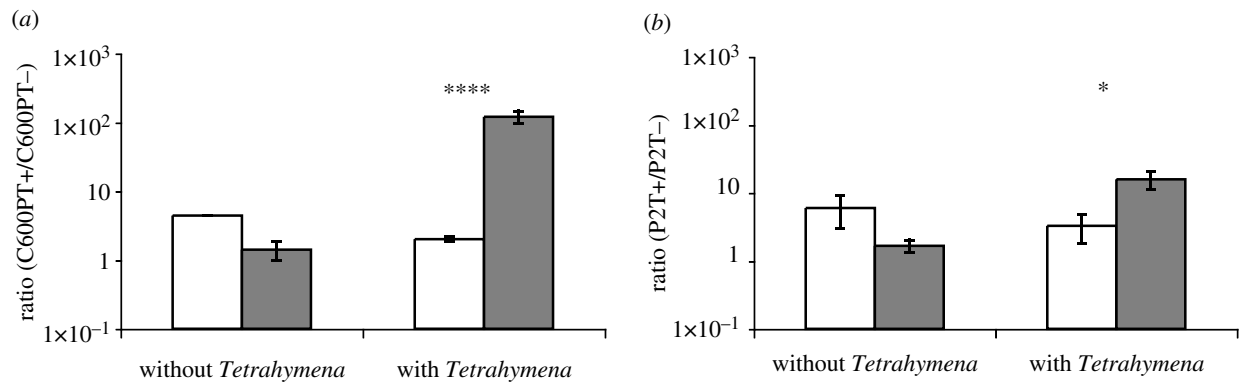 (a)
ratio (C600PT+/C600PT–)
1×10³
1×10²
10
1
1×10⁻¹
****
without Tetrahymena
with Tetrahymena
(b)
ratio (P2T+/P2T–)
1×10³
1×10²
10
1
1×10⁻¹
*
without Tetrahymena
with Tetrahymena